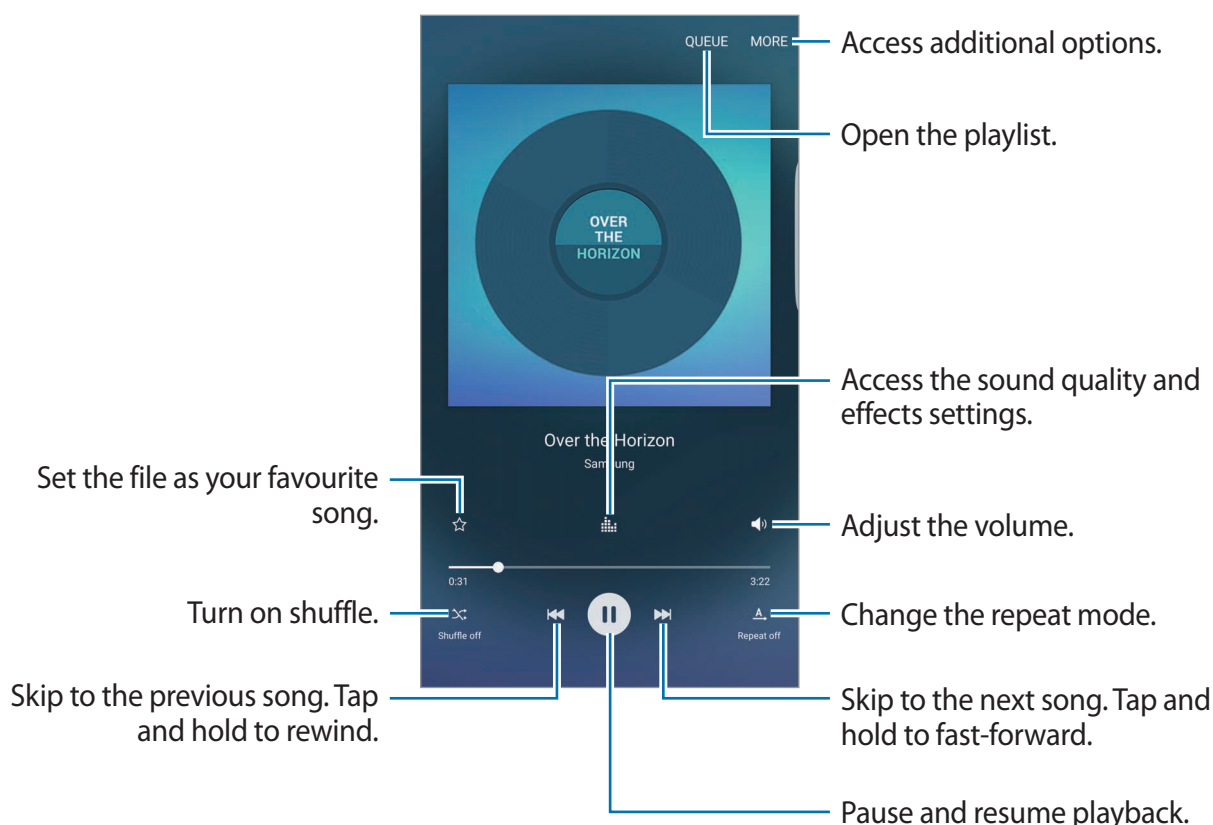 QUEUE MORE
Access additional options.
Open the playlist.
OVER
THE
HORIZON
Access the sound quality and
effects settings.
Over the Horizon
Samsung
Set the file as your favourite
song.
Adjust the volume.
0:31 3:22
Turn on shuffle.
Change the repeat mode.
Shuffle off
A
Repeat off
Skip to the previous song. Tap
and hold to rewind.
Skip to the next song. Tap and
hold to fast-forward.
Pause and resume playback.